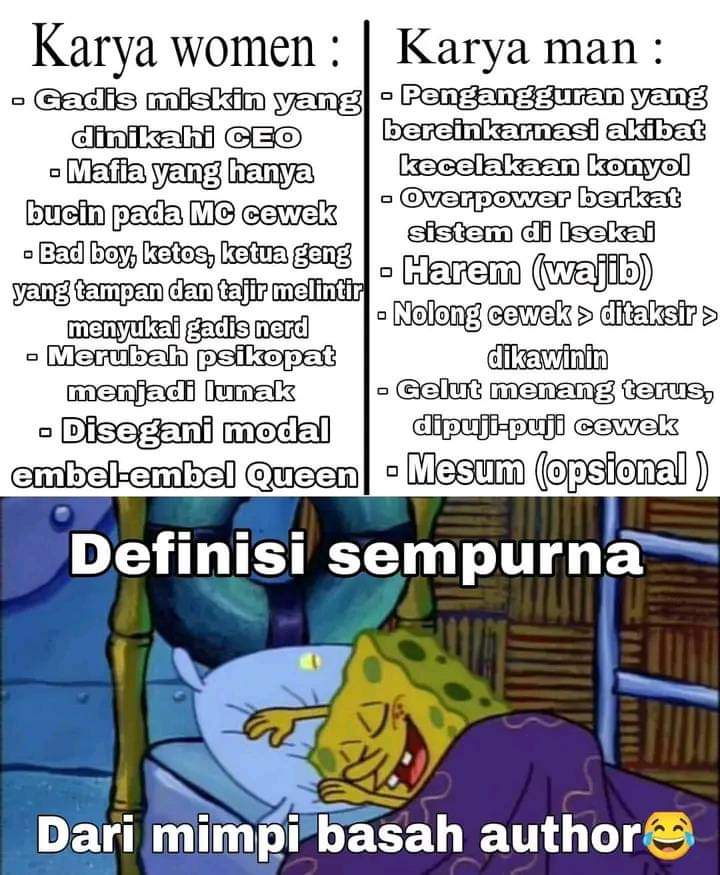 Karya women :
- Gadis miskin yang
dinikahi CEO
- Mafia yang hanya
bucin pada MC cewek
- Bad boy, ketos, ketua geng
yang tampan dan tajir melintir
menyukai gadis nerd
- Merubah psikopat
menjadi lunak
- Disegani modal
embel-embel Queen
Karya man :
- Pengangguran yang
bereinkarnasi akibat
kecelakaan konyol
- Overpower berkat
sistem di Isekai
- Harem (wajib)
- Nolong cewek > ditaksir >
dikawinin
- Gelut menang terus,
dipuji-puji cewek
- Mesum (opsional )
Definisi sempurna
Dari mimpi basah author😂